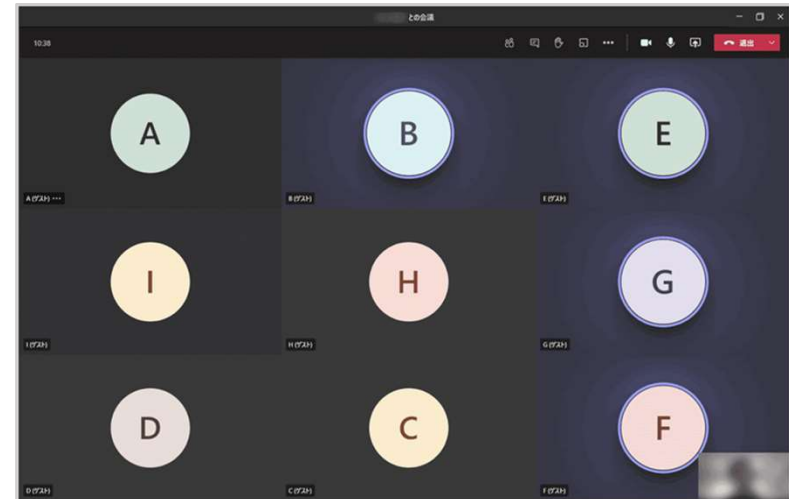 との会議
10:38
退出
A
B
E
A (ゲスト)
B (ゲスト)
E (ゲスト)
I
H
G
I (ゲスト)
H (ゲスト)
G (ゲスト)
D
C
F
D (ゲスト)
C (ゲスト)
F (ゲスト)